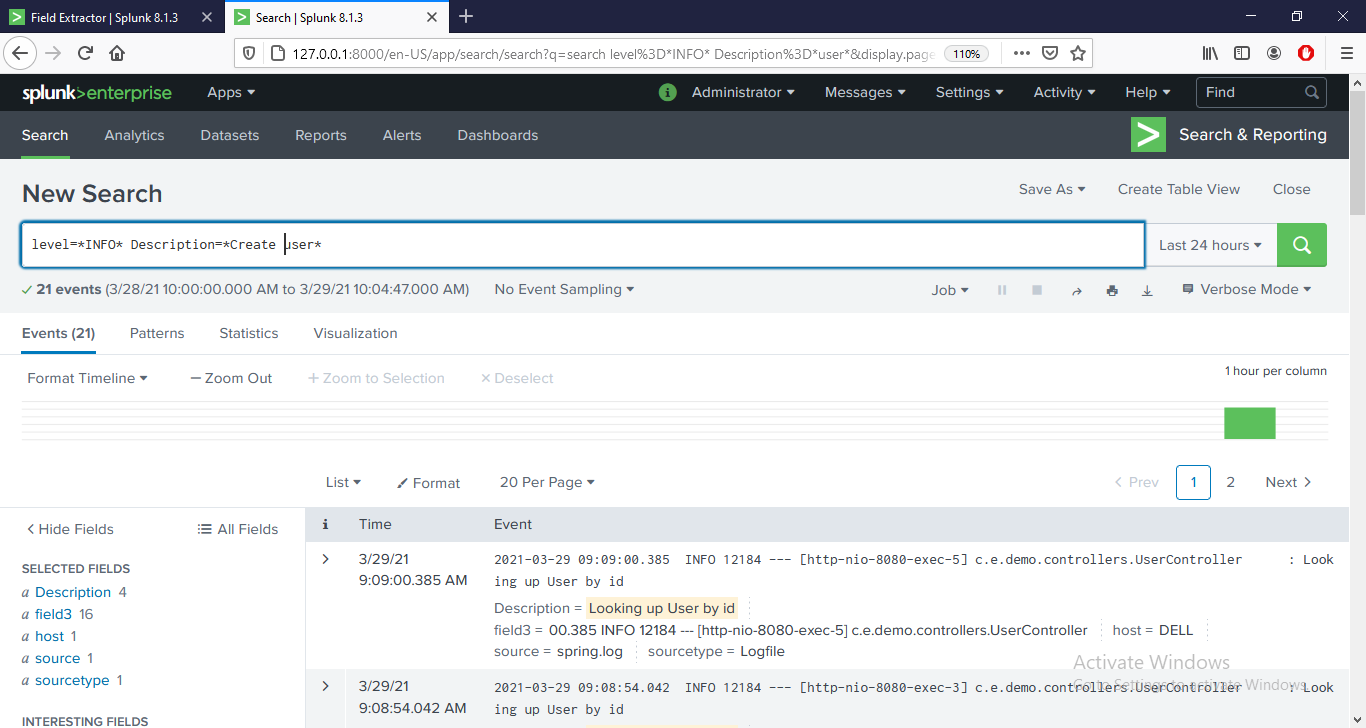 Field Extractor | Splunk 8.1.3
Search | Splunk 8.1.3
127.0.0.1:8000/en-US/app/search/search?q=search level%3D*INFO* Description%3D*user*&display.page
110%
splunk>enterprise Apps
i Administrator Messages Settings Activity Help Find
Search Analytics Datasets Reports Alerts Dashboards
Search & Reporting
New Search
Save As Create Table View Close
level=*INFO* Description=*Create user*
Last 24 hours
21 events (3/28/21 10:00:00.000 AM to 3/29/21 10:04:47.000 AM) No Event Sampling
Job Verbose Mode
Events (21) Patterns Statistics Visualization
Format Timeline — Zoom Out + Zoom to Selection × Deselect
1 hour per column
List Format 20 Per Page
< Prev 1 2 Next >
< Hide Fields All Fields
i Time Event
SELECTED FIELDS
a Description 4
a field3 16
a host 1
a source 1
a sourcetype 1
INTERESTING FIELDS
> 3/29/21
9:09:00.385 AM
2021-03-29 09:09:00.385 INFO 12184 --- [http-nio-8080-exec-5] c.e.demo.controllers.UserController : Look
ing up User by id
Description = Looking up User by id
field3 = 00.385 INFO 12184 --- [http-nio-8080-exec-5] c.e.demo.controllers.UserController host = DELL
source = spring.log sourcetype = Logfile
> 3/29/21
9:08:54.042 AM
2021-03-29 09:08:54.042 INFO 12184 --- [http-nio-8080-exec-3] c.e.demo.controllers.UserController : Look
ing up User by id
Activate Windows
Go to Settings to activate Windows.